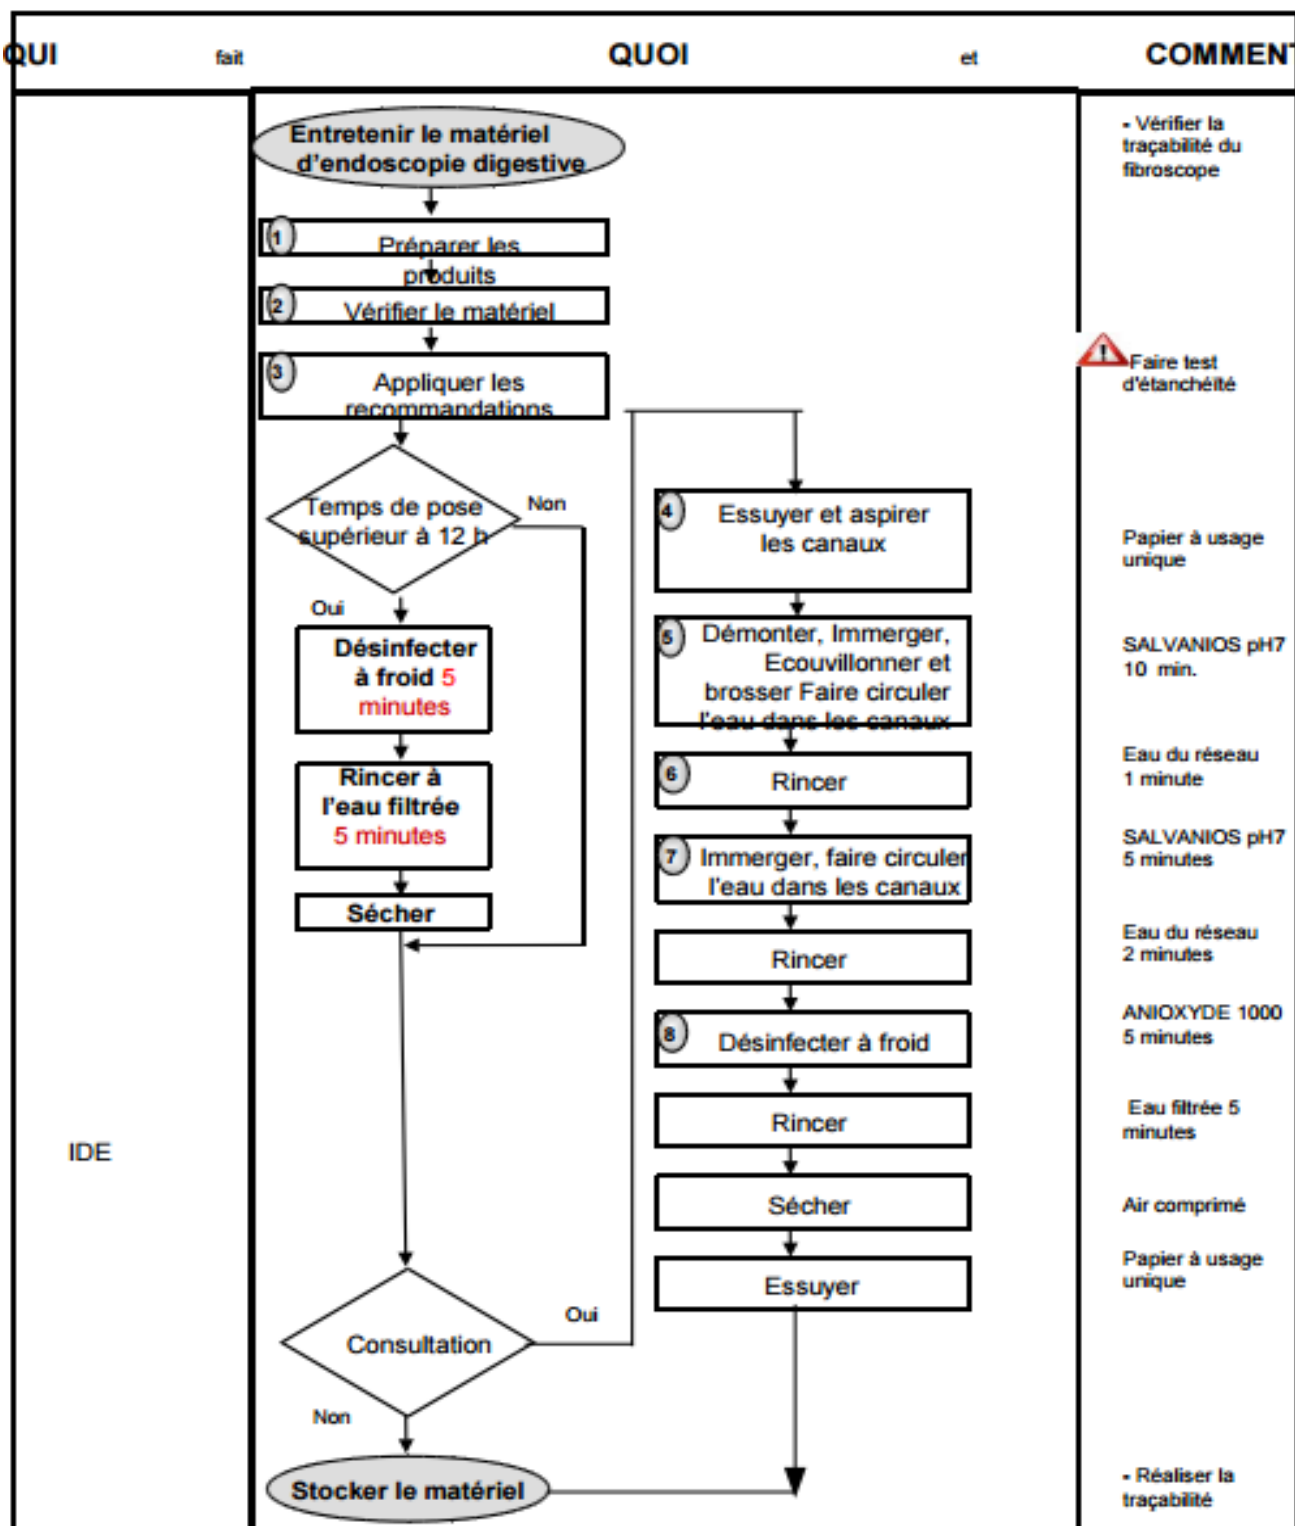 QUI fait QUOI et COMMENT
Entretenir le matériel
d'endoscopie digestive
- Vérifier la
traçabilité du
fibroscope
1
Préparer les
produits
2
Vérifier le matériel
3
Appliquer les
recommandations
Faire test
d'étanchéïté
Temps de pose
supérieur à 12 h
Non
Oui
Désinfecter
à froid 5
minutes
Rincer à
l'eau filtrée
5 minutes
Sécher
Consultation
Oui
Non
Stocker le matériel
4
Essuyer et aspirer
les canaux
Papier à usage
unique
5
Démonter, Immerger,
Ecouvillonner et
brosser Faire circuler
l'eau dans les canaux
SALVANIOS pH7
10 min.
6
Rincer
Eau du réseau
1 minute
7
Immerger, faire circuler
l'eau dans les canaux
SALVANIOS pH7
5 minutes
Rincer
Eau du réseau
2 minutes
8
Désinfecter à froid
ANIOXYDE 1000
5 minutes
Rincer
Eau filtrée 5
minutes
IDE
Sécher
Air comprimé
Essuyer
Papier à usage
unique
- Réaliser la
traçabilité